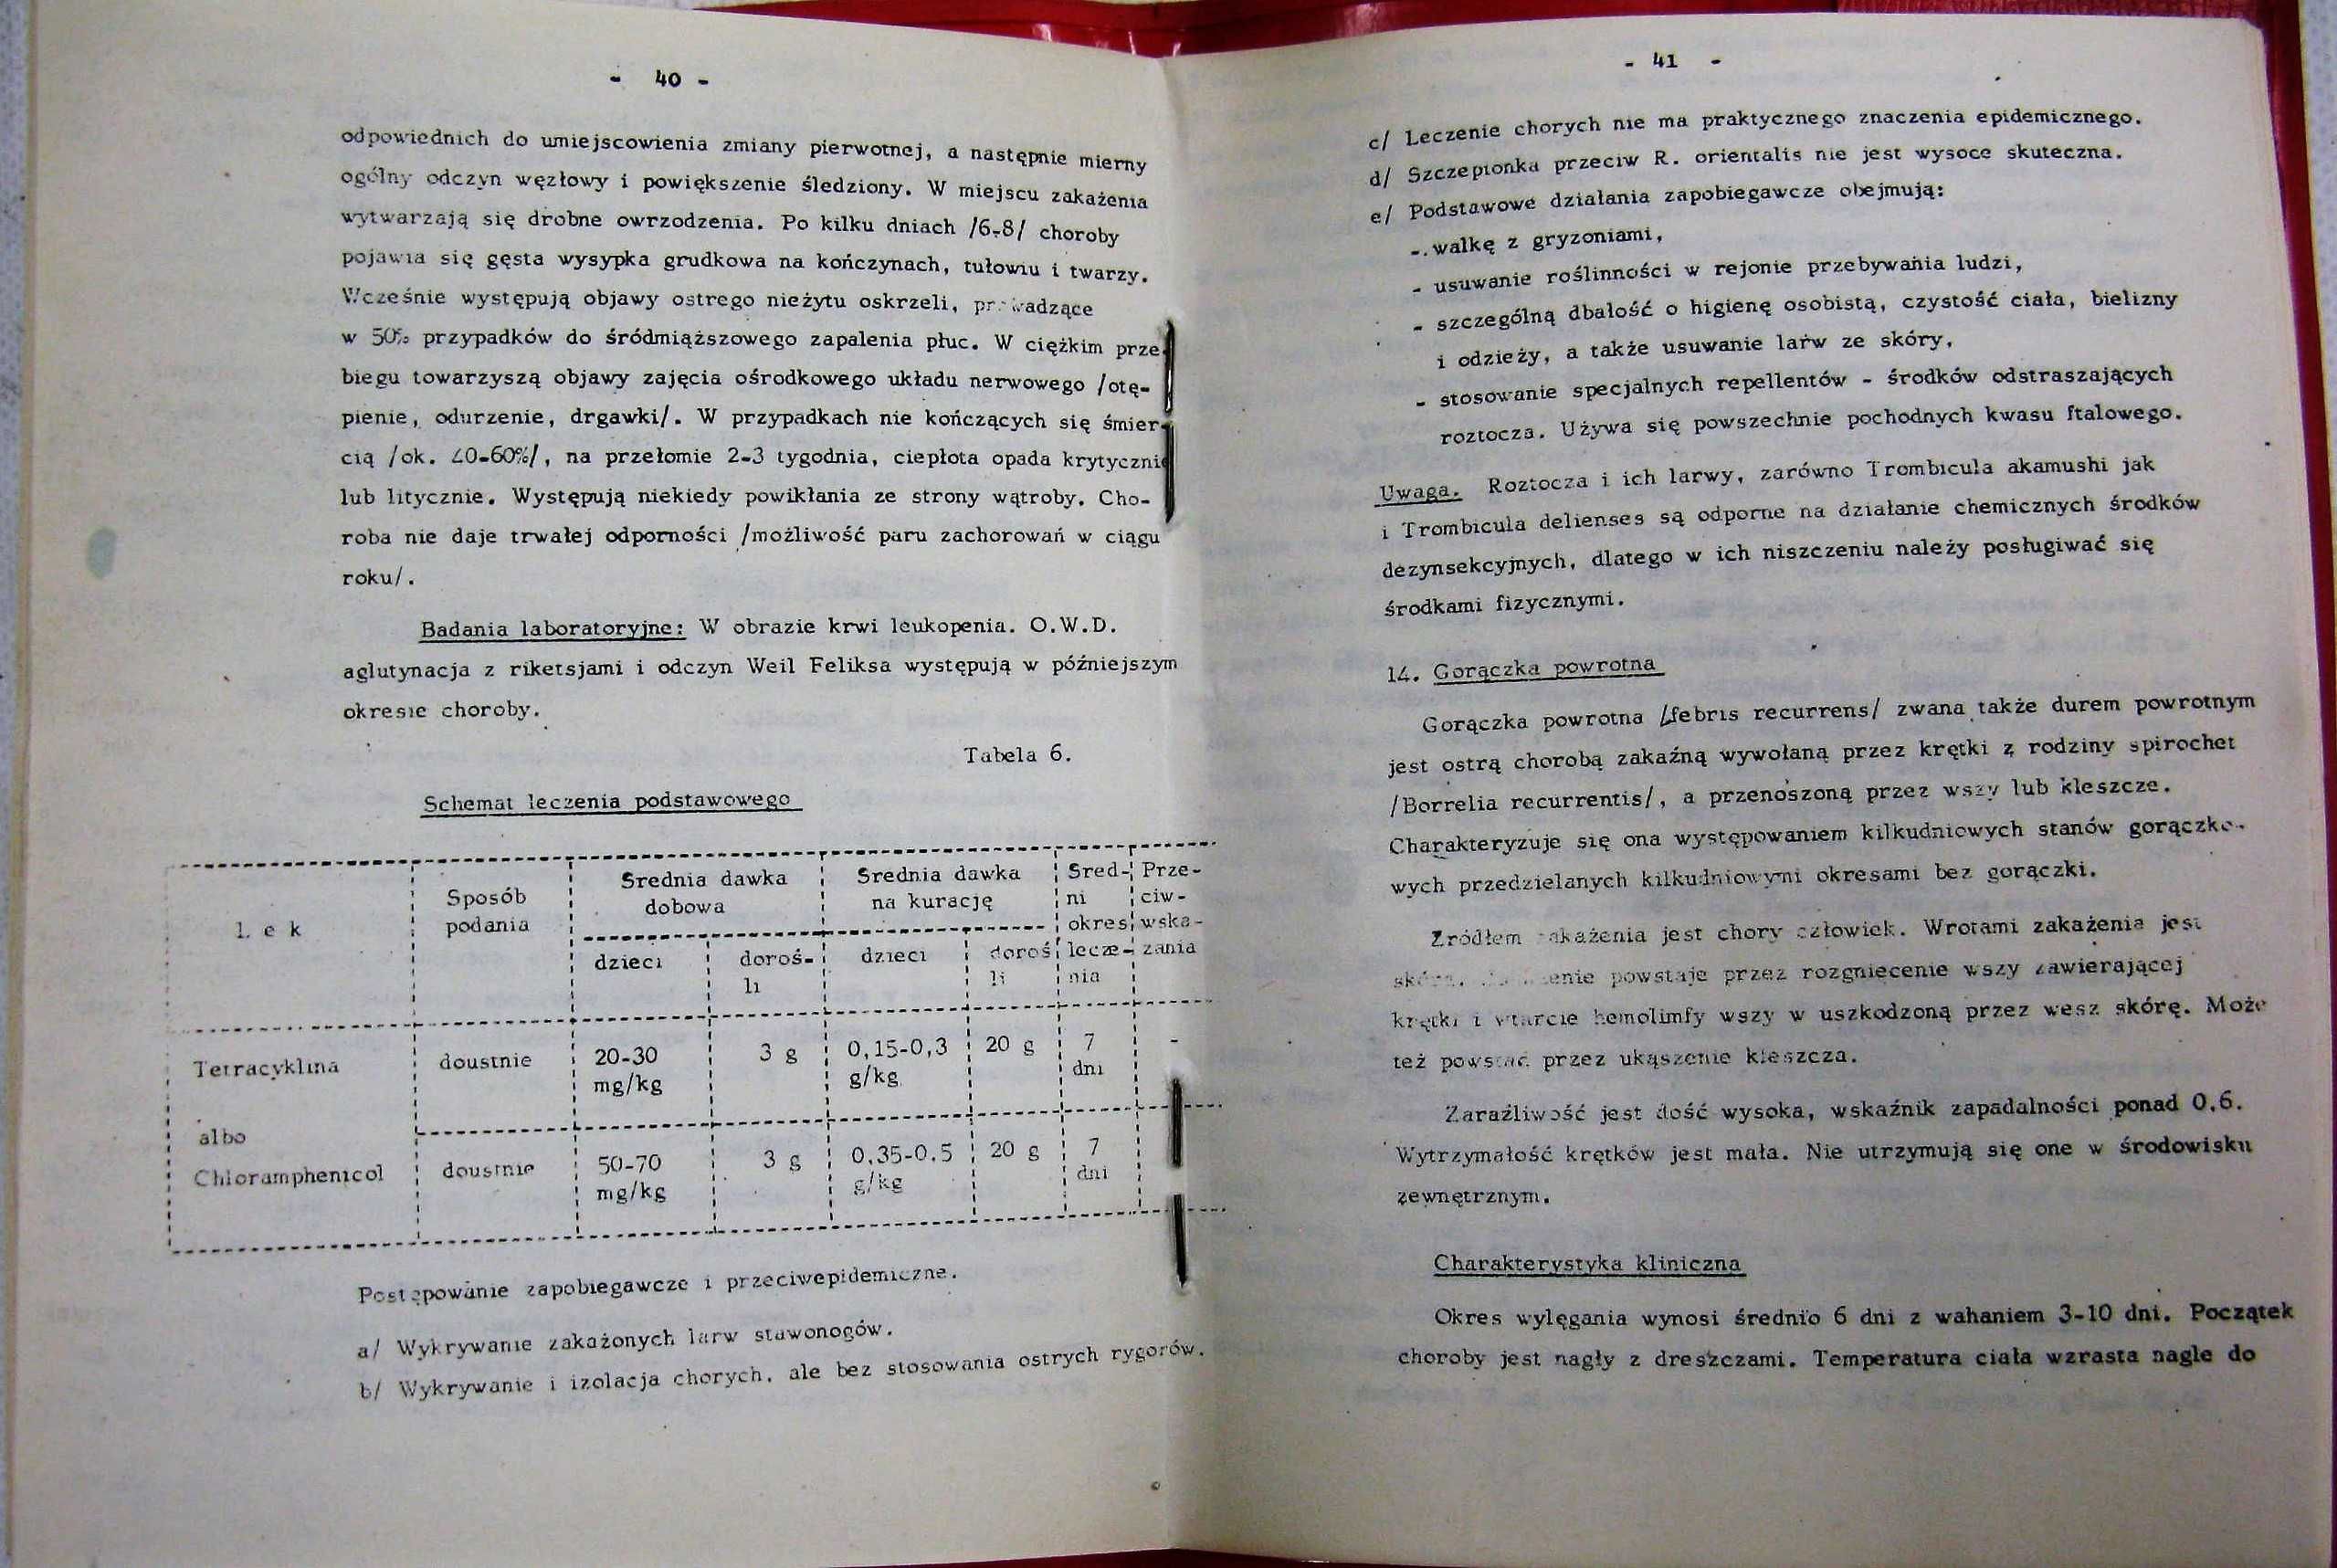 - 40 -
odpowiednich do umiejscowienia zmiany pierwotnej, a następnie mierny
ogólny odczyn węzłowy i powiększenie śledziony. W miejscu zakażenia
wytwarzają się drobne owrzodzenia. Po kilku dniach /6-8/ choroby
pojawia się gęsta wysypka grudkowa na kończynach, tułowiu i twarzy.
Wcześnie występują objawy ostrego nieżytu oskrzeli, prowadzące
w 50% przypadków do śródmiąższowego zapalenia płuc. W ciężkim prze-
biegu towarzyszą objawy zajęcia ośrodkowego układu nerwowego /otę-
pienie, odurzenie, drgawki/. W przypadkach nie kończących się śmier-
cią /ok. 40-60%/, na przełomie 2-3 tygodnia, ciepłota opada krytycznie
lub litycznie. Występują niekiedy powikłania ze strony wątroby. Cho-
roba nie daje trwałej odporności /możliwość paru zachorowań w ciągu
roku/.
Badania laboratoryjne: W obrazie krwi leukopenia. O.W.D.
aglutynacja z riketsjami i odczyn Weil Feliksa występują w późniejszym
okresie choroby.
Tabela 6.
Schemat leczenia podstawowego
L e k
Sposób
podania
Srednia dawka
dobowa
Srednia dawka
na kurację
Sred-
ni
okres
lecze-
nia
Prze-
ciw-
wska-
zania
dzieci
doroś-
li
dzieci
doroś
li
Tetracyklina
doustnie
20-30
mg/kg
3 g
0,15-0,3
g/kg
20 g
7
dni
-
albo
Chloramphenicol
doustnie
50-70
mg/kg
3 g
0,35-0,5
g/kg
20 g
7
dni
Postępowanie zapobiegawcze i przeciwepidemiczne.
a/ Wykrywanie zakażonych larw stawonogów.
b/ Wykrywanie i izolacja chorych, ale bez stosowania ostrych rygorów.
- 41 -
c/ Leczenie chorych nie ma praktycznego znaczenia epidemicznego.
d/ Szczepionka przeciw R. orientalis nie jest wysoce skuteczna.
e/ Podstawowe działania zapobiegawcze obejmują:
- walkę z gryzoniami,
- usuwanie roślinności w rejonie przebywania ludzi,
- szczególną dbałość o higienę osobistą, czystość ciała, bielizny
i odzieży, a także usuwanie larw ze skóry,
- stosowanie specjalnych repellentów - środków odstraszających
roztocza. Używa się powszechnie pochodnych kwasu ftalowego.
Uwaga. Roztocza i ich larwy, zarówno Trombicula akamushi jak
i Trombicula delienses są odporne na działanie chemicznych środków
dezynsekcyjnych, dlatego w ich niszczeniu należy posługiwać się
środkami fizycznymi.
14. Gorączka powrotna
Gorączka powrotna /febris recurrens/ zwana także durem powrotnym
jest ostrą chorobą zakaźną wywołaną przez krętki z rodziny spirochet
/Borrelia recurrentis/, a przenoszoną przez wszy lub kleszcze.
Charakteryzuje się ona występowaniem kilkudniowych stanów gorączko-
wych przedzielanych kilkudniowymi okresami bez gorączki.
Zródłem zakażenia jest chory człowiek. Wrotami zakażenia jest
skóra. powstaje przez rozgniecenie wszy zawierającej
krętki i wtarcie hemolimfy wszy w uszkodzoną przez wesz skórę. Może
też powstać przez ukąszenie kleszcza.
Zaraźliwość jest dość wysoka, wskaźnik zapadalności ponad 0,6.
Wytrzymałość krętków jest mała. Nie utrzymują się one w środowisku
zewnętrznym.
Charakterystyka kliniczna
Okres wylęgania wynosi średnio 6 dni z wahaniem 3-10 dni. Początek
choroby jest nagły z dreszczami. Temperatura ciała wzrasta nagle do